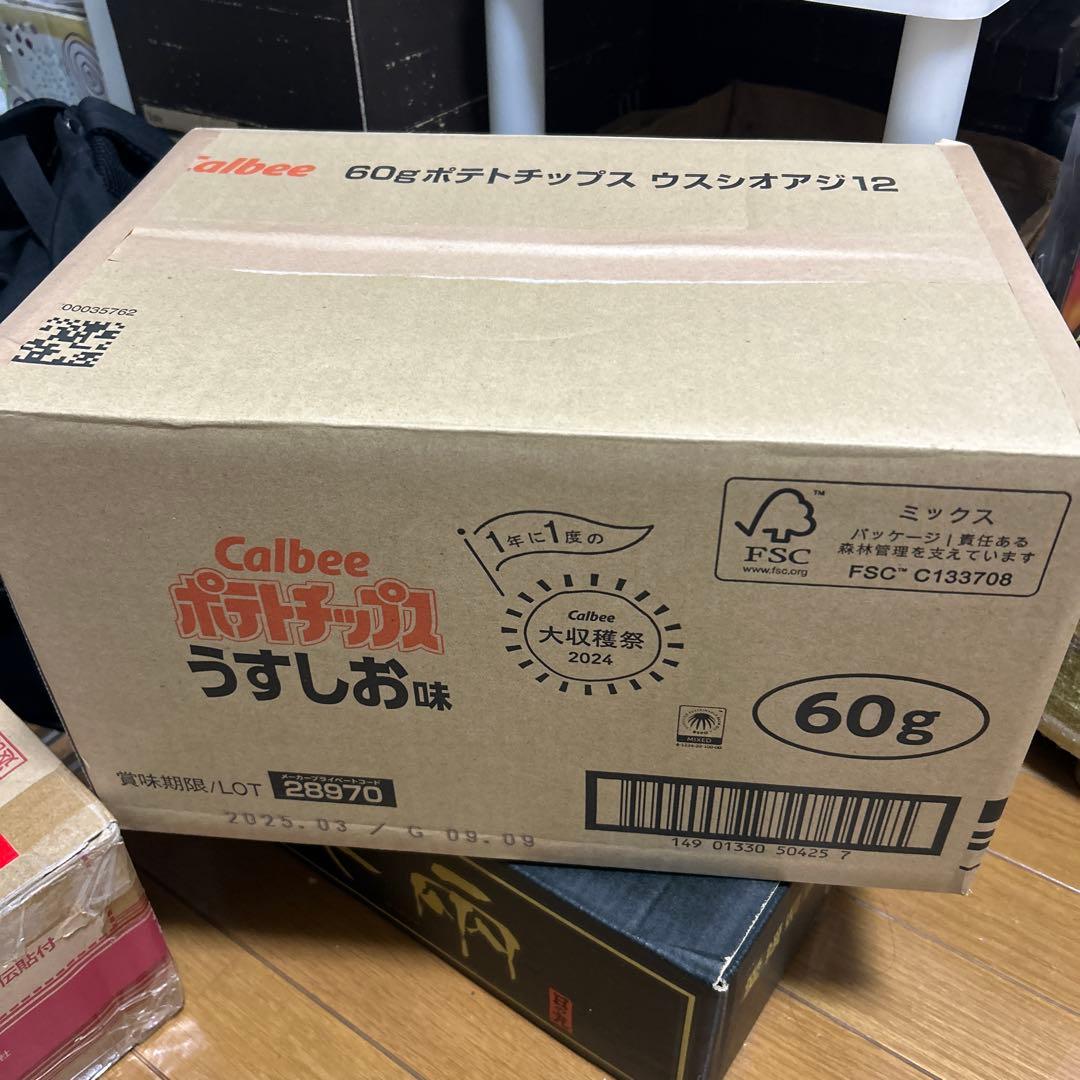 Calbee 60gポテトチップス ウスシオアジ12
00035762
1年に1度の
Calbee
大収穫祭
2024
FSC
www.fsc.org
ミックス
パッケージ | 責任ある
森林管理を支えています
FSC™ C133708
Calbee
ポテトチップス
うすしお味
60g
MIXED
賞味期限/LOT
メーカープライベートコード
28970
2025.03 / G 09.09
149 01330 50425 7
伝貼付